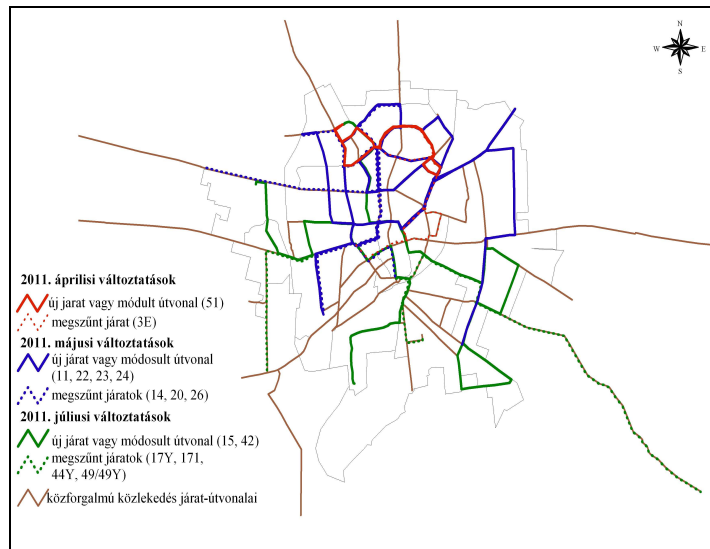 N
W E
S
2011. áprilisi változtatások
új járat vagy módult útvonal (51)
megszűnt járat (3E)
2011. májusi változtatások
új járat vagy módosult útvonal
(11, 22, 23, 24)
megszűnt járatok (14, 20, 26)
2011. júliusi változtatások
új járat vagy módosult útvonal (15, 42)
megszűnt járatok (17Y, 171,
44Y, 49/49Y)
közforgalmú közlekedés járat-útvonalai